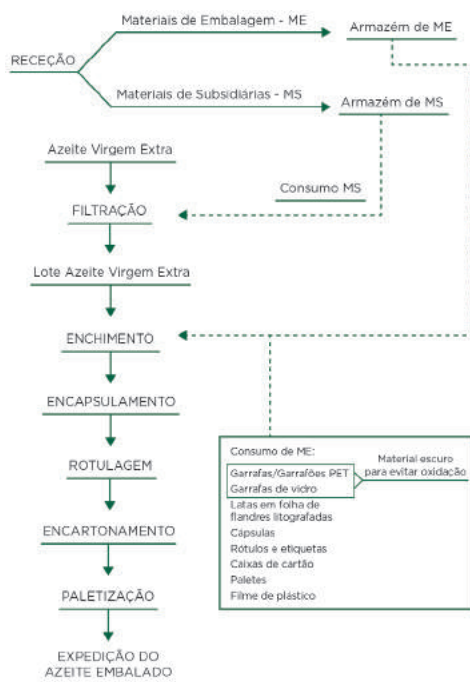 Materiais de Embalagem - ME
Armazém de ME
RECEÇÃO
Materiais de Subsidiárias - MS
Armazém de MS
Azeite Virgem Extra
Consumo MS
FILTRAÇÃO
Lote Azeite Virgem Extra
ENCHIMENTO
ENCAPSULAMENTO
ROTULAGEM
ENCARTONAMENTO
PALETIZAÇÃO
EXPEDIÇÃO DO
AZEITE EMBALADO
Consumo de ME:
Garrafas/Garrafões PET
Garrafas de vidro
Material escuro
para evitar oxidação
Latas em folha de
flandres litografadas
Cápsulas
Rótulos e etiquetas
Caixas de cartão
Paletes
Filme de plástico